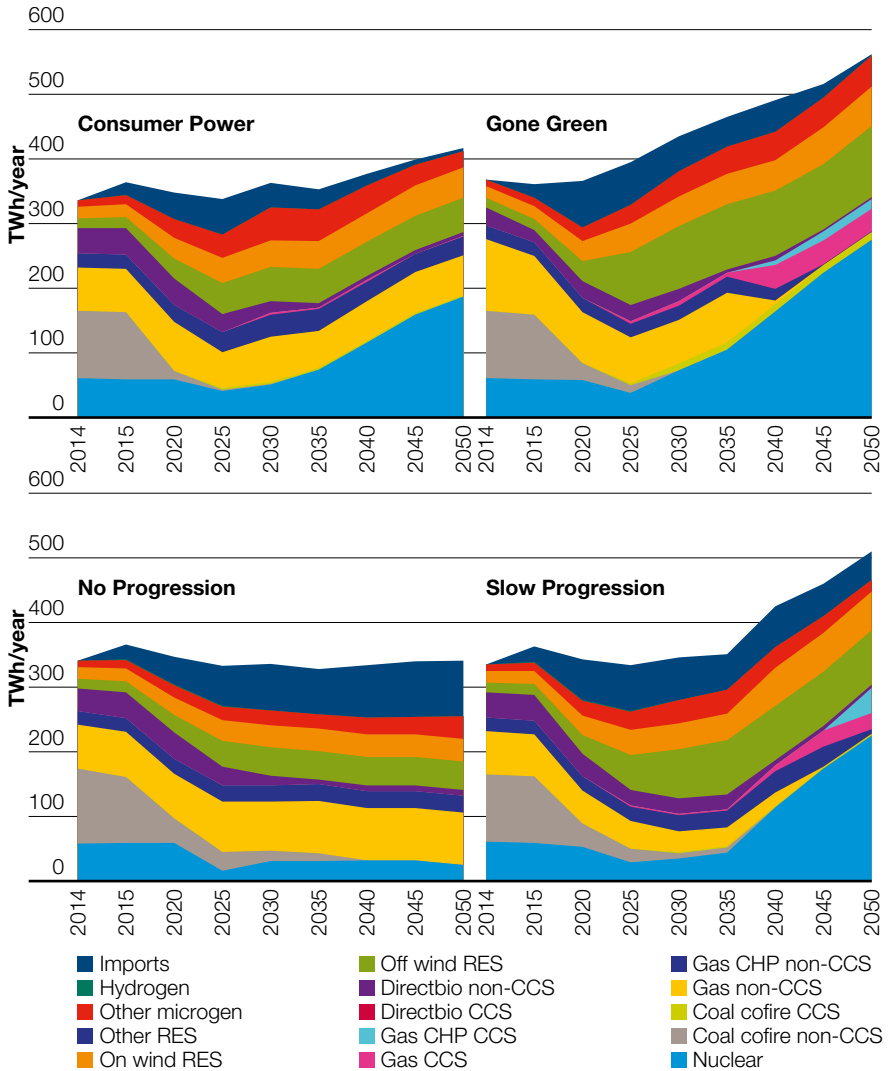 600
500
Consumer Power
Gone Green
400
TWh/year
300
200
100
0
2014
2015
2020
2025
2030
2035
2040
2045
2050
2014
2015
2020
2025
2030
2035
2040
2045
2050
600
500
No Progression
Slow Progression
400
TWh/year
300
200
100
0
2014
2015
2020
2025
2030
2035
2040
2045
2050
2014
2015
2020
2025
2030
2035
2040
2045
2050
Imports
Hydrogen
Other microgen
Other RES
On wind RES
Off wind RES
Directbio non-CCS
Directbio CCS
Gas CHP CCS
Gas CCS
Gas CHP non-CCS
Gas non-CCS
Coal cofire CCS
Coal cofire non-CCS
Nuclear